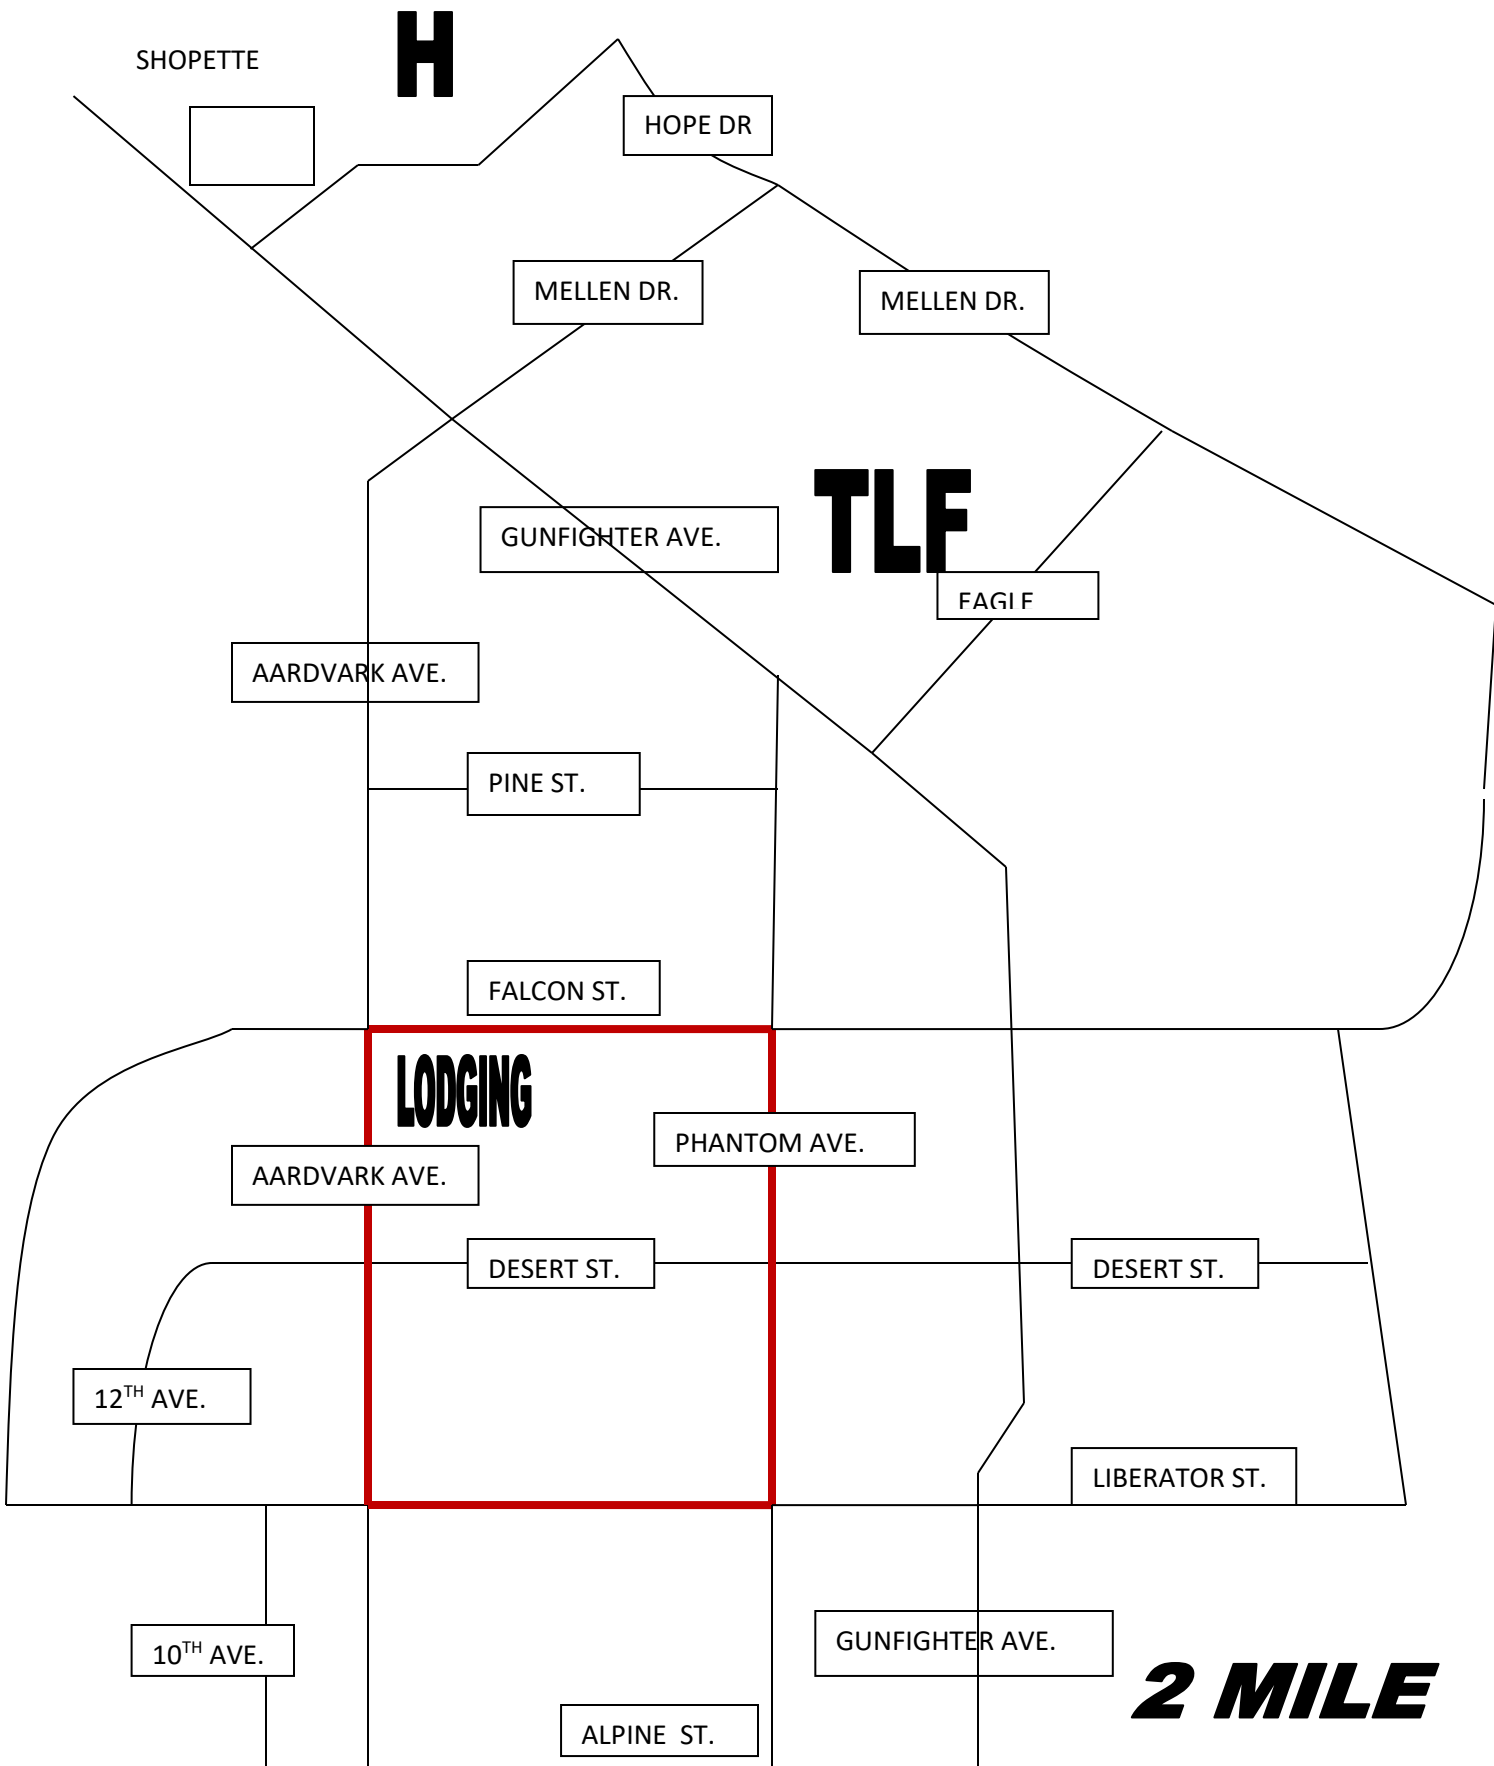 SHOPETTE
H
HOPE DR
MELLEN DR.
MELLEN DR.
TLF
GUNFIGHTER AVE.
EAGLE
AARDVARK AVE.
PINE ST.
FALCON ST.
LODGING
PHANTOM AVE.
AARDVARK AVE.
DESERT ST.
DESERT ST.
12TH AVE.
LIBERATOR ST.
10TH AVE.
GUNFIGHTER AVE.
2 MILE
ALPINE ST.